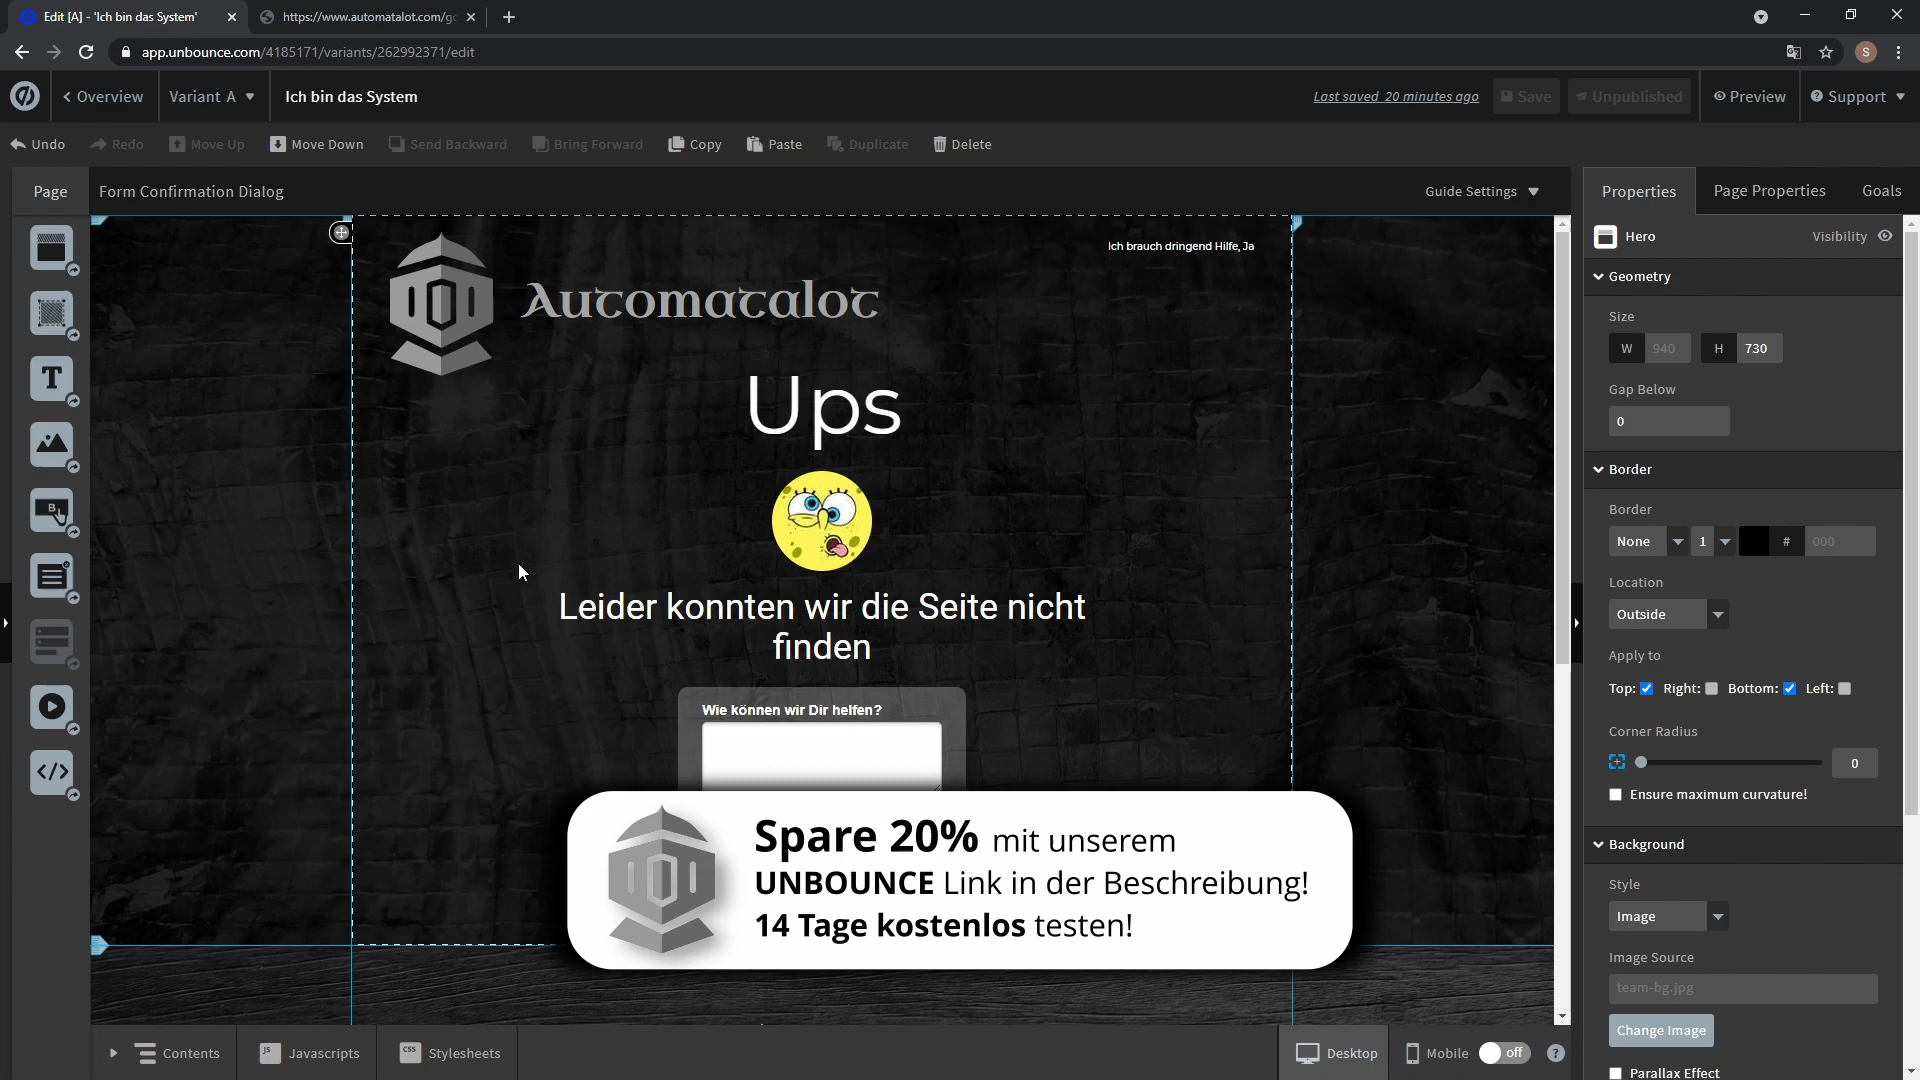 Edit [A] - 'Ich bin das System'
https://www.automatalot.com/gc
app.unbounce.com/4185171/variants/262992371/edit
S
Overview
Variant A
Ich bin das System
Last saved 20 minutes ago
Save
Unpublished
Preview
Support
Undo
Redo
Move Up
Move Down
Send Backward
Bring Forward
Copy
Paste
Duplicate
Delete
Page
Form Confirmation Dialog
Guide Settings
Properties
Page Properties
Goals
Hero
Visibility
Ich brauch dringend Hilfe, Ja
Automatalot
Ups
Leider konnten wir die Seite nicht
finden
Wie können wir Dir helfen?
Spare 20% mit unserem
UNBOUNCE Link in der Beschreibung!
14 Tage kostenlos testen!
T
B
</>
Geometry
Size
W 940 H 730
Gap Below
0
Border
Border
None 1 # 000
Location
Outside
Apply to
Top: Right: Bottom: Left:
Corner Radius
0
Ensure maximum curvature!
Background
Style
Image
Image Source
team-bg.jpg
Change Image
Parallax Effect
Contents
JS Javascripts
CSS Stylesheets
Desktop
Mobile
off
?